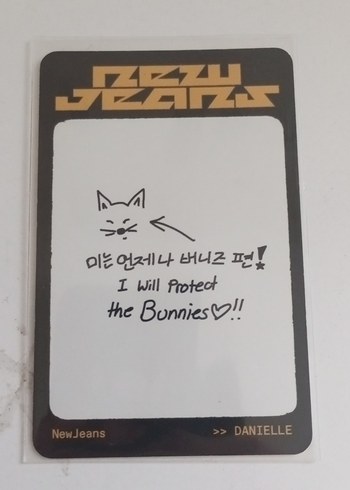 NEW
JEANS
미는 언제나 버니즈 편!
I will Protect
the Bunnies♡!!
NewJeans >> DANIELLE